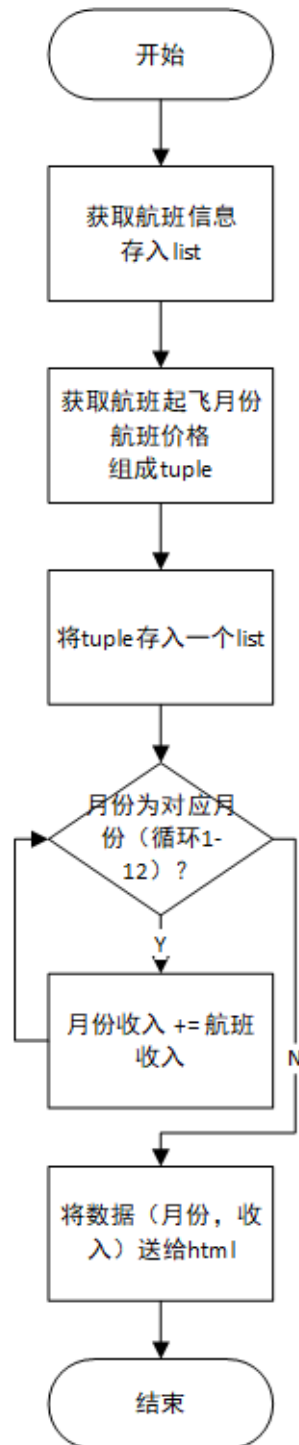 开始
获取航班信息
存入list
获取航班起飞月份
航班价格
组成tuple
将tuple存入一个list
月份为对应月
份（循环1-
12）？
Y
月份收入 += 航班
收入
N
将数据（月份，收
入）送给html
结束